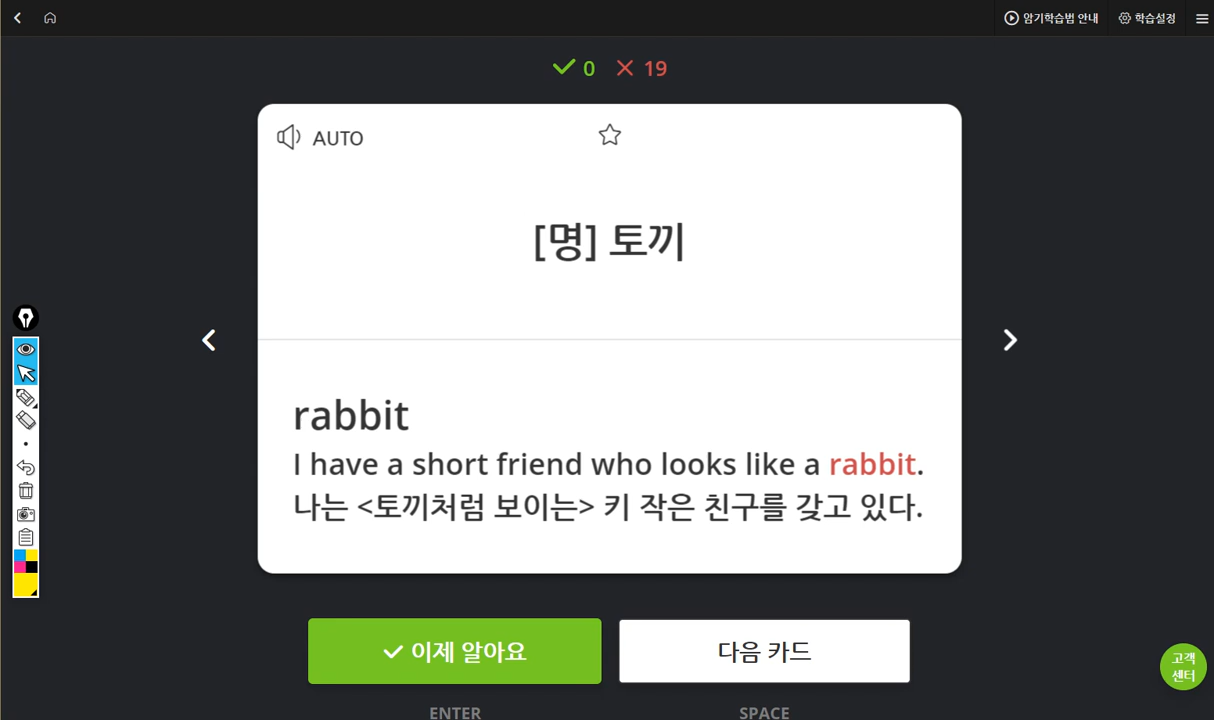 암기학습법 안내
학습설정
0
19
AUTO
[명] 토끼
rabbit
I have a short friend who looks like a rabbit.
나는 <토끼처럼 보이는> 키 작은 친구를 갖고 있다.
이제 알아요
다음 카드
ENTER
SPACE
고객
센터